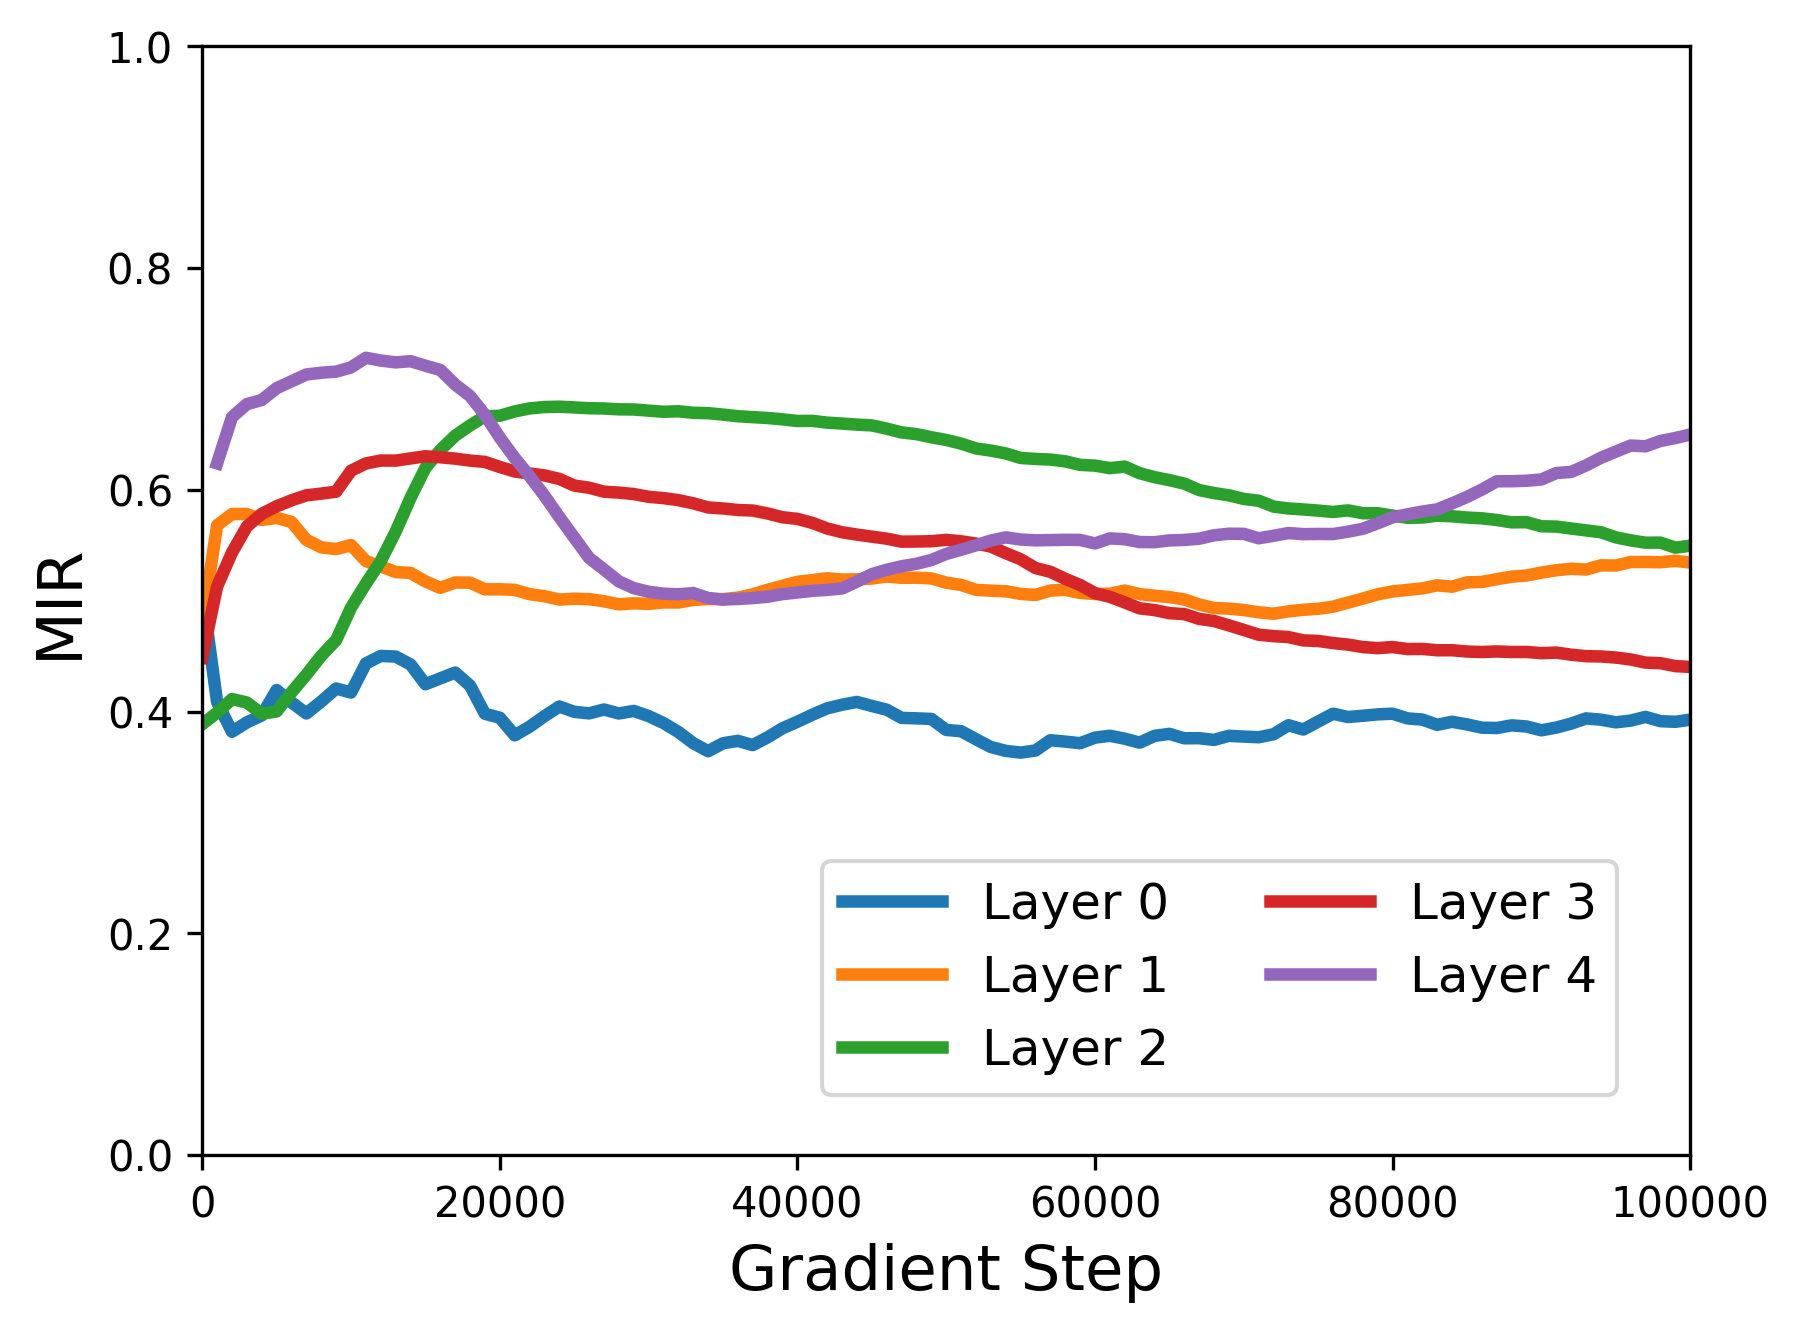 1.0
0.8
0.6
0.4
0.2
0.0
MIR
0 20000 40000 60000 80000 100000
Gradient Step
Layer 0
Layer 1
Layer 2
Layer 3
Layer 4